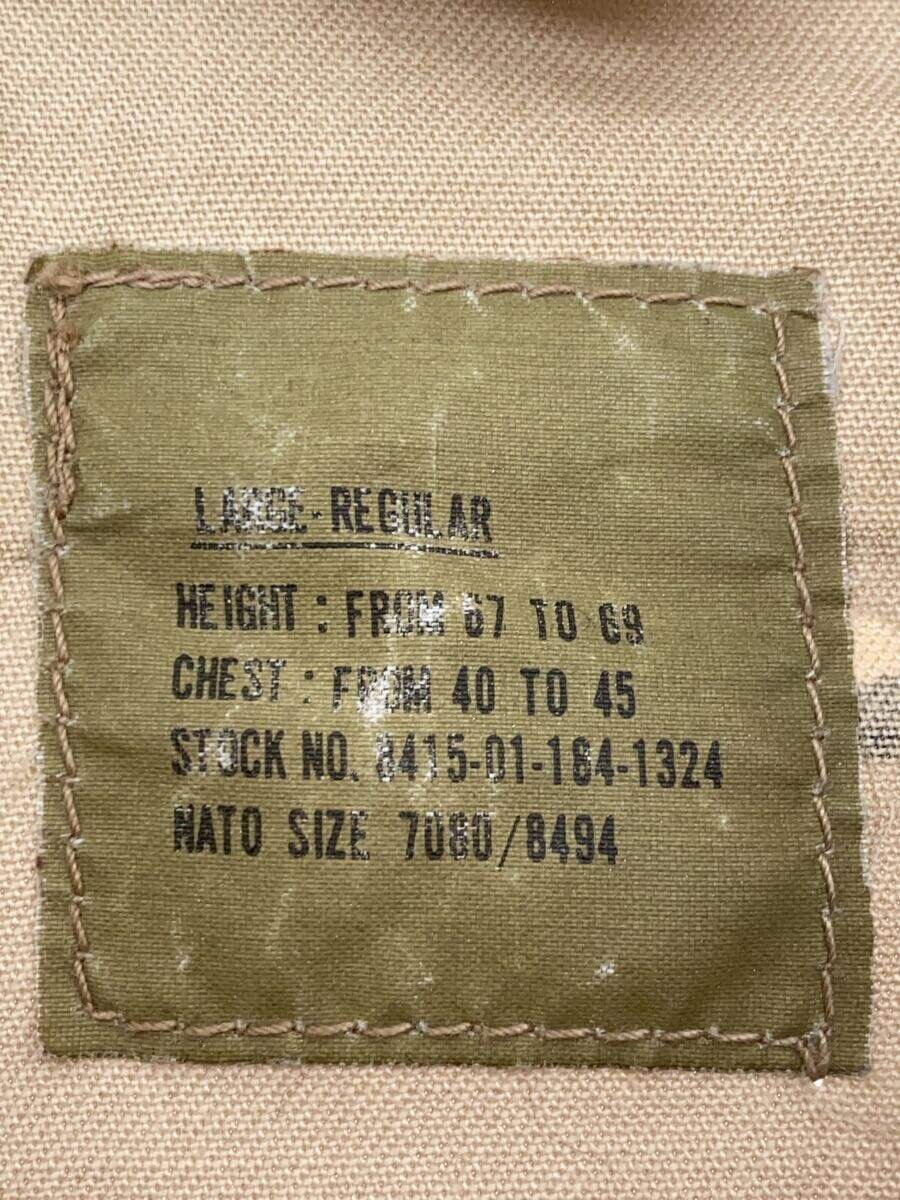 LARGE-REGULAR
HEIGHT : FROM 67 TO 69
CHEST : FROM 40 TO 45
STOCK NO. 8415-01-184-1324
NATO SIZE 7080/8494